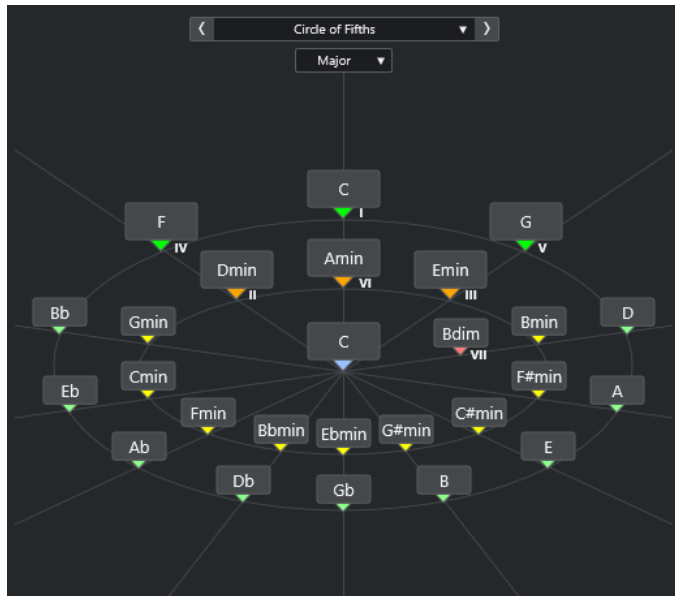 ❬ Circle of Fifths ▼ ❭
Major ▼
C
I
F
IV
G
V
Amin
VI
Dmin
II
Emin
III
Bb
D
Gmin
Bmin
C
Bdim
VII
Cmin
F#min
Eb
A
Fmin
C#min
Bbmin
Ebmin
G#min
Ab
E
Db
Gb
B